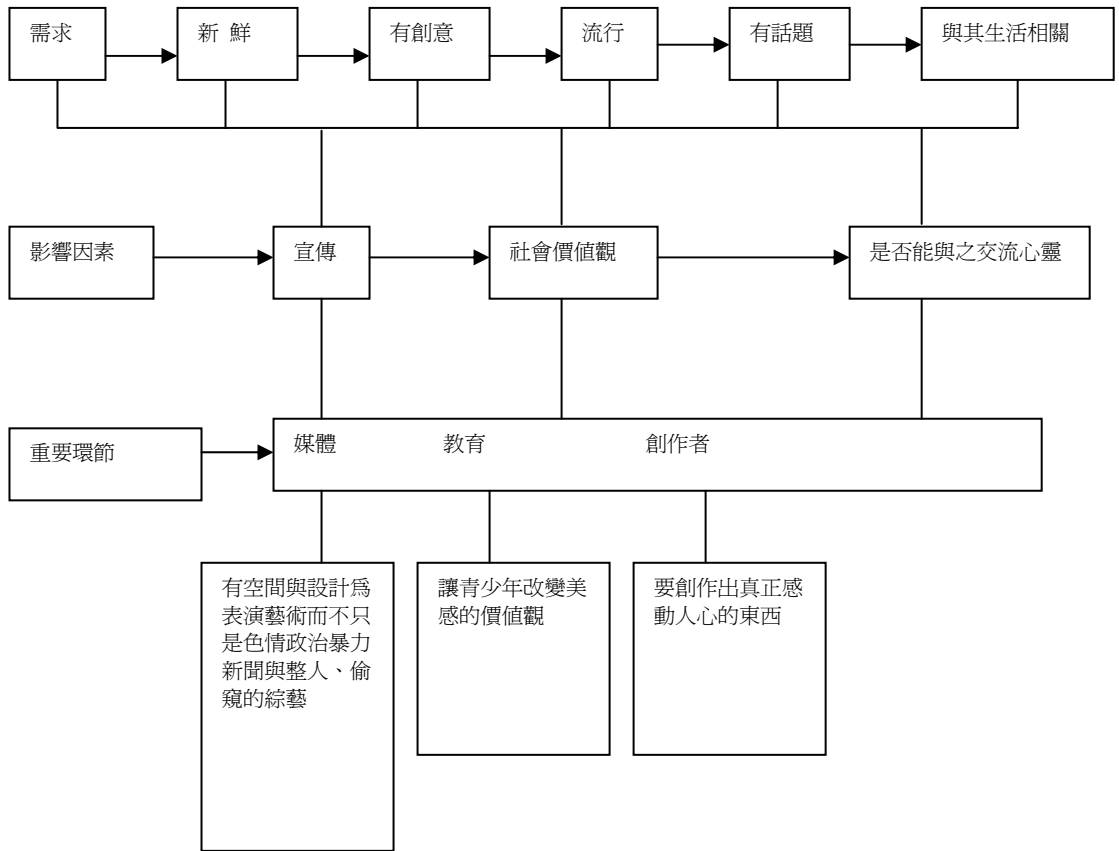 需求
新 鮮
有創意
流行
有話題
與其生活相關
影響因素
宣傳
社會價值觀
是否能與之交流心靈
重要環節
媒體 教育 創作者
有空間與設計為
表演藝術而不只
是色情政治暴力
新聞與整人、偷
窺的綜藝
讓青少年改變美
感的價值觀
要創作出真正感
動人心的東西